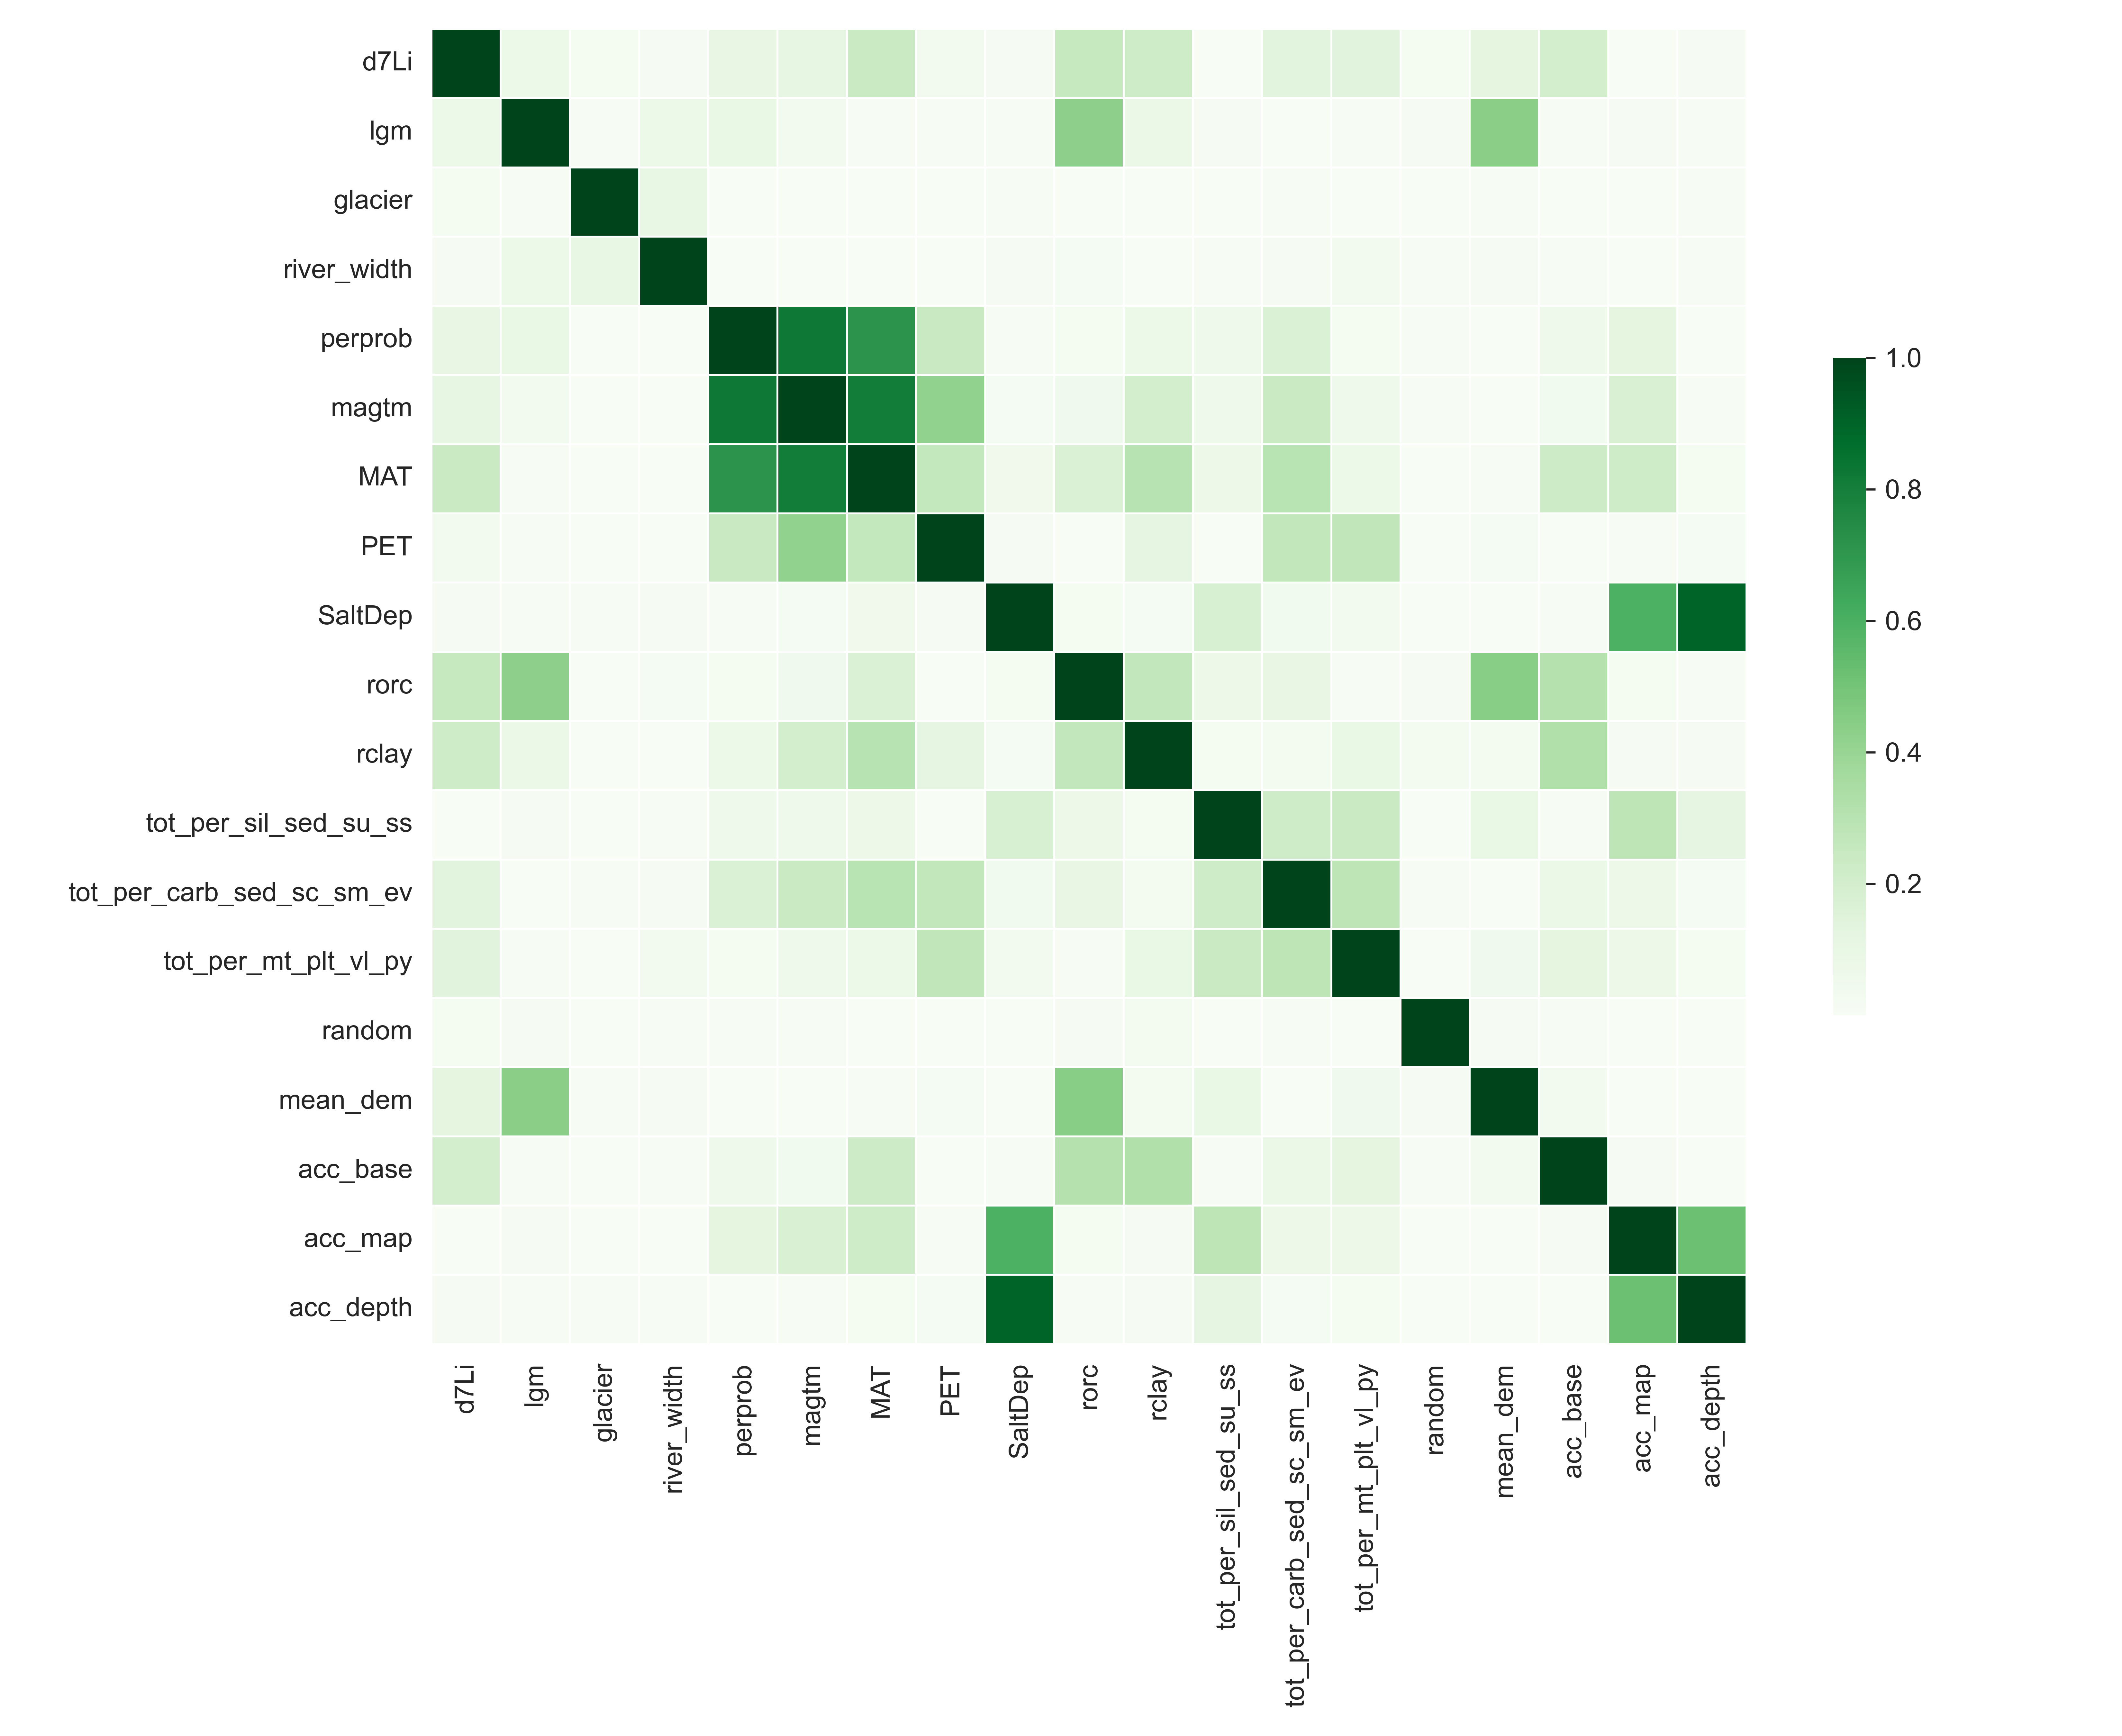 d7Li
lgm
glacier
river_width
perprob
magtm
MAT
PET
SaltDep
rorc
rclay
tot_per_sil_sed_su_ss
tot_per_carb_sed_sc_sm_ev
tot_per_mt_plt_vl_py
random
mean_dem
acc_base
acc_map
acc_depth
d7Li
lgm
glacier
river_width
perprob
magtm
MAT
PET
SaltDep
rorc
rclay
tot_per_sil_sed_su_ss
tot_per_carb_sed_sc_sm_ev
tot_per_mt_plt_vl_py
random
mean_dem
acc_base
acc_map
acc_depth
1.0
0.8
0.6
0.4
0.2